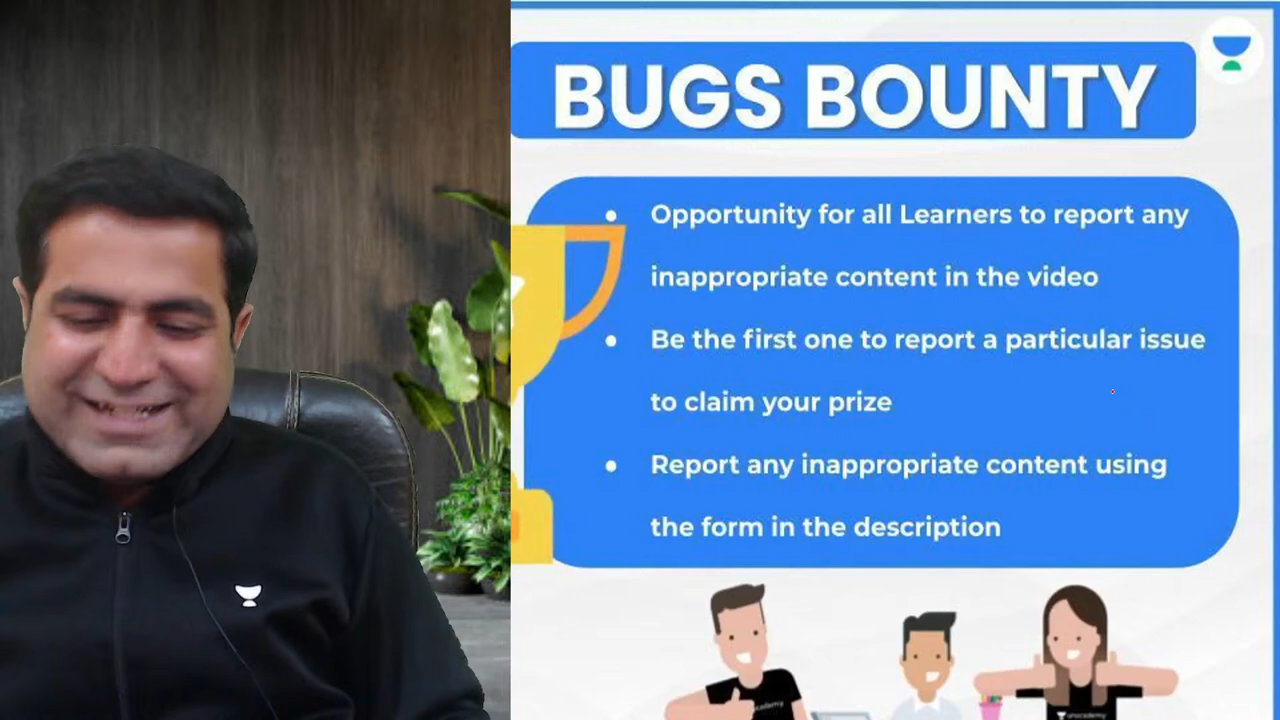 BUGS BOUNTY
Opportunity for all Learners to report any
inappropriate content in the video
Be the first one to report a particular issue
to claim your prize
Report any inappropriate content using
the form in the description